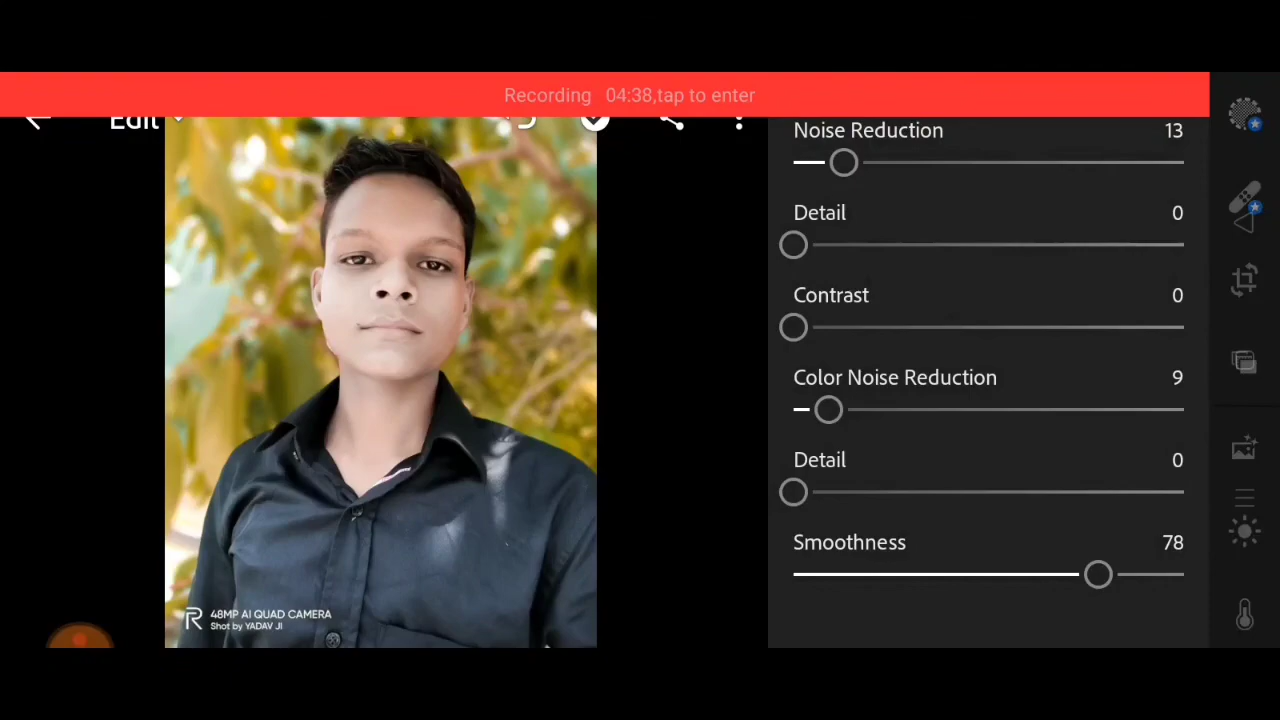 Recording 04:38,tap to enter
Edit
Noise Reduction 13
Detail 0
Contrast 0
Color Noise Reduction 9
Detail 0
Smoothness 78
R 48MP AI QUAD CAMERA
Shot by YADAV JI